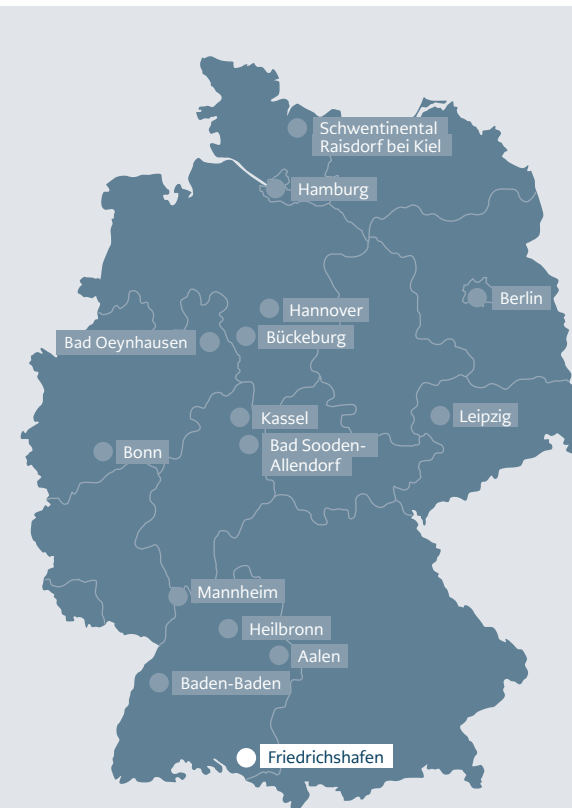 Schwentinental
Raisdorf bei Kiel
Hamburg
Berlin
Hannover
Bückeburg
Bad Oeynhausen
Kassel
Leipzig
Bad Sooden-
Allendorf
Bonn
Mannheim
Heilbronn
Aalen
Baden-Baden
Friedrichshafen